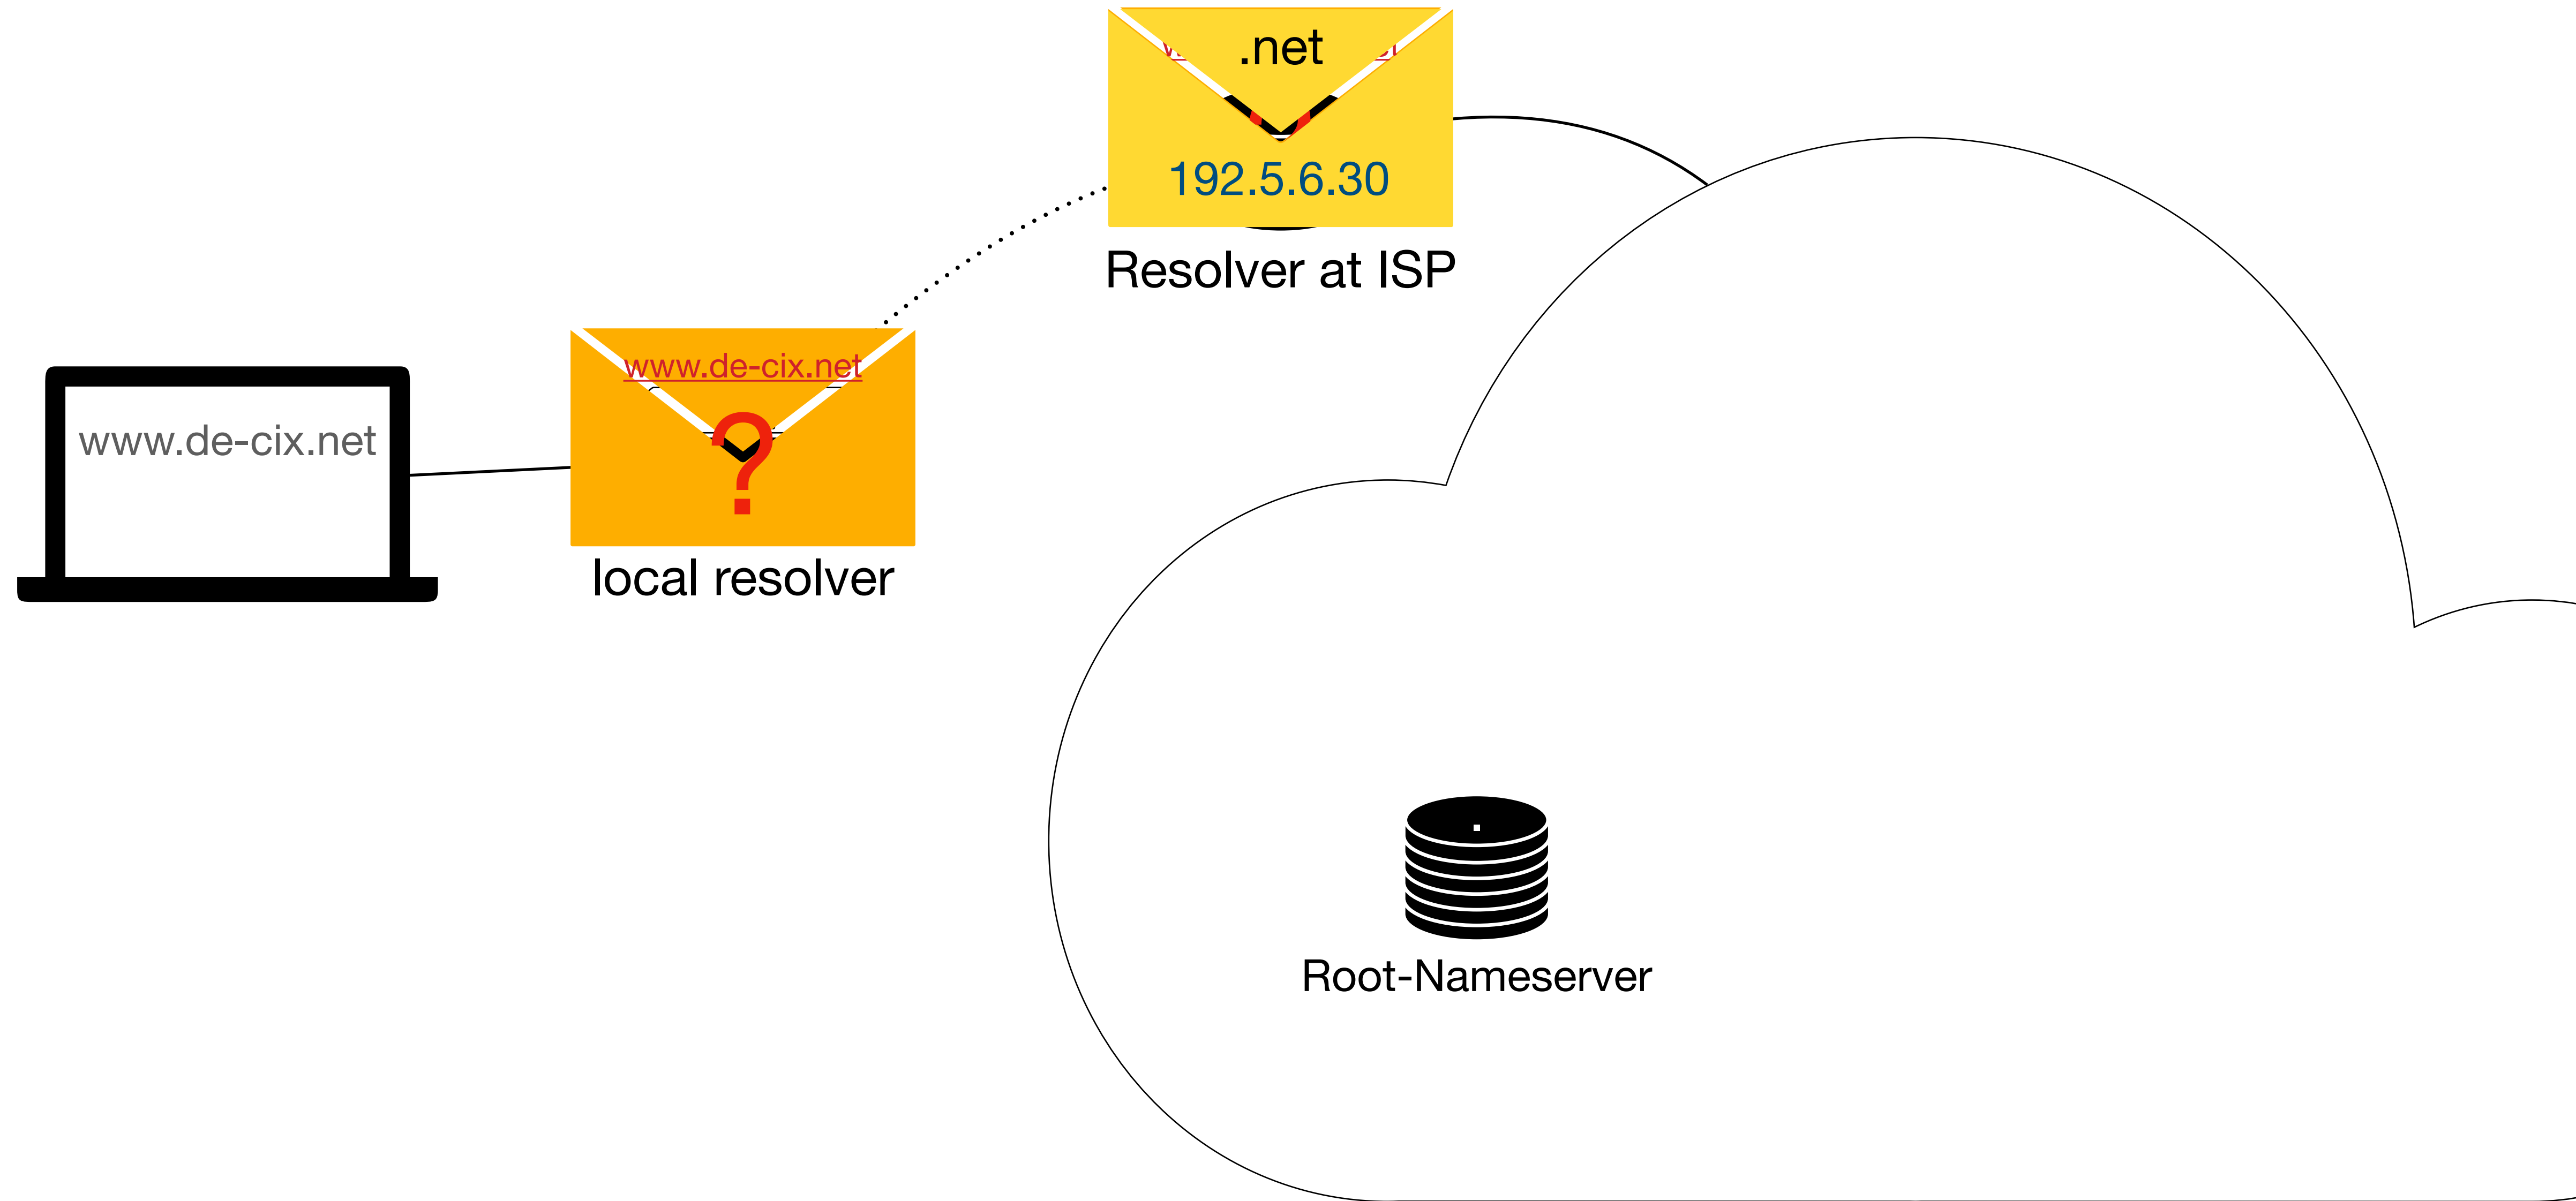 .net
192.5.6.30
Resolver at ISP
www.de-cix.net
?
local resolver
www.de-cix.net
.
Root-Nameserver